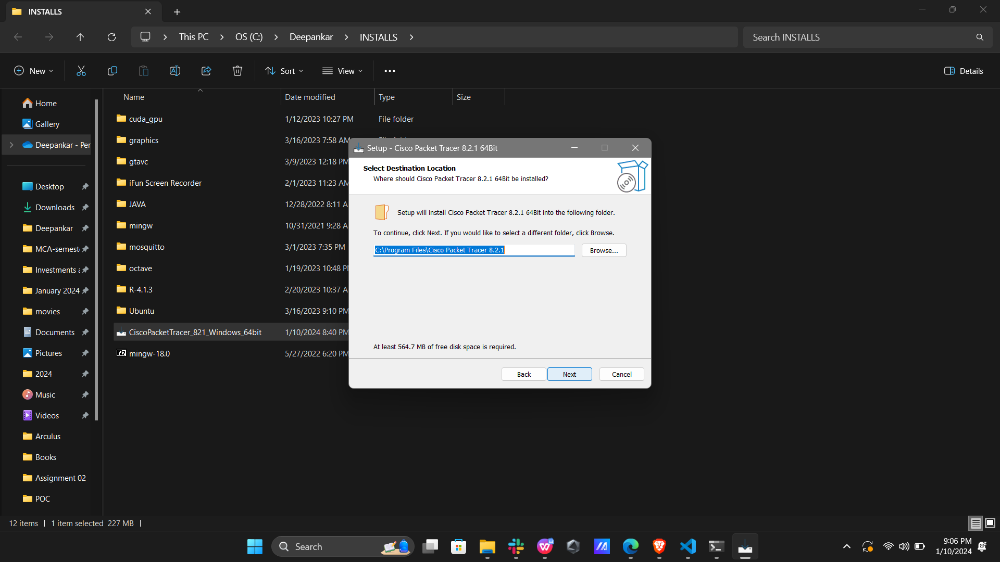 INSTALLS
This PC
OS (C:)
Deepankar
INSTALLS
Search INSTALLS
New
Sort
View
Details
Name Date modified Type Size
Home
Gallery
Deepankar - Per
Desktop
Downloads
Deepankar
MCA-semest
Investments a
January 2024
movies
Documents
Pictures
2024
Music
Videos
Arculus
Books
Assignment 02
POC
cuda_gpu 1/12/2023 10:27 PM File folder
graphics 3/16/2023 7:58 AM
gtavc 3/9/2023 12:18 PM
iFun Screen Recorder 2/1/2023 11:23 AM
JAVA 12/28/2022 8:11 A
mingw 10/31/2021 9:28 A
mosquitto 3/1/2023 7:35 PM
octave 1/19/2023 10:48 P
R-4.1.3 2/20/2023 10:37 A
Ubuntu 3/16/2023 9:10 PM
CiscoPacketTracer_821_Windows_64bit 1/10/2024 8:40 PM
mingw-18.0 5/27/2022 6:20 PM
Setup - Cisco Packet Tracer 8.2.1 64Bit
Select Destination Location
Where should Cisco Packet Tracer 8.2.1 64Bit be installed?
Setup will install Cisco Packet Tracer 8.2.1 64Bit into the following folder.
To continue, click Next. If you would like to select a different folder, click Browse.
C:\Program Files\Cisco Packet Tracer 8.2.1
Browse...
At least 564.7 MB of free disk space is required.
Back
Next
Cancel
12 items
1 item selected 227 MB
Search
9:06 PM
1/10/2024